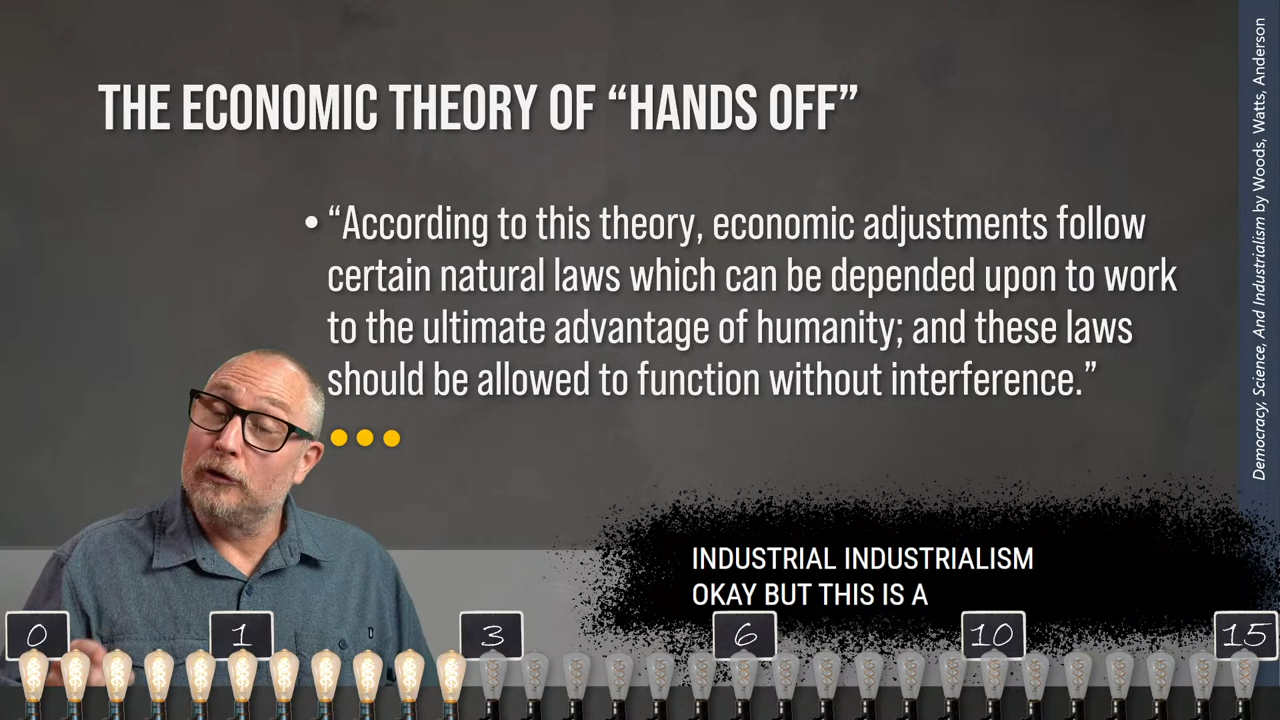 THE ECONOMIC THEORY OF “HANDS OFF”
• “According to this theory, economic adjustments follow
certain natural laws which can be depended upon to work
to the ultimate advantage of humanity; and these laws
should be allowed to function without interference.”
Democracy, Science, And Industrialism by Woods, Watts, Anderson
INDUSTRIAL INDUSTRIALISM
OKAY BUT THIS IS A
0 1 3 6 10 15